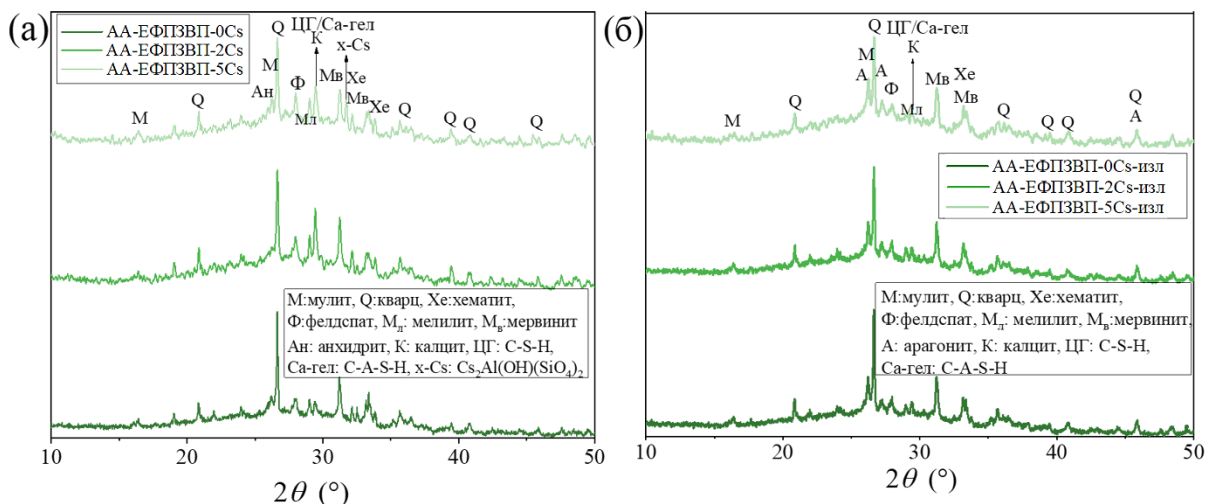 (а)
АА-ЕФПЗВП-0Cs
АА-ЕФПЗВП-2Cs
АА-ЕФПЗВП-5Cs
ЦГ/Ca-гел
Q
К
x-Cs
М
Ан
Ф
Мл
Мв
Хе
Мв
Хе
М
Q
Q
Q
Q
Q
М:мулит, Q:кварц, Хе:хематит,
Ф:фелдспат, Мл: мелилит, Мв:мервинит
Ан: анхидрит, К: калцит, ЦГ: C-S-H,
Са-гел: C-A-S-H, x-Cs: Cs2Al(OH)(SiO4)2
10 20 30 40 50
2θ (°)
(б)
Q
ЦГ/Ca-гел
М
А
А
К
Ф
Мл
Мв
Хе
Мв
М
Q
Q
Q
Q
Q
А
АА-ЕФПЗВП-0Cs-изл
АА-ЕФПЗВП-2Cs-изл
АА-ЕФПЗВП-5Cs-изл
М:мулит, Q:кварц, Хе:хематит,
Ф:фелдспат, Мл: мелилит, Мв:мервинит,
А: арагонит, К: калцит, ЦГ: C-S-H,
Са-гел: C-A-S-H
10 20 30 40 50
2θ (°)